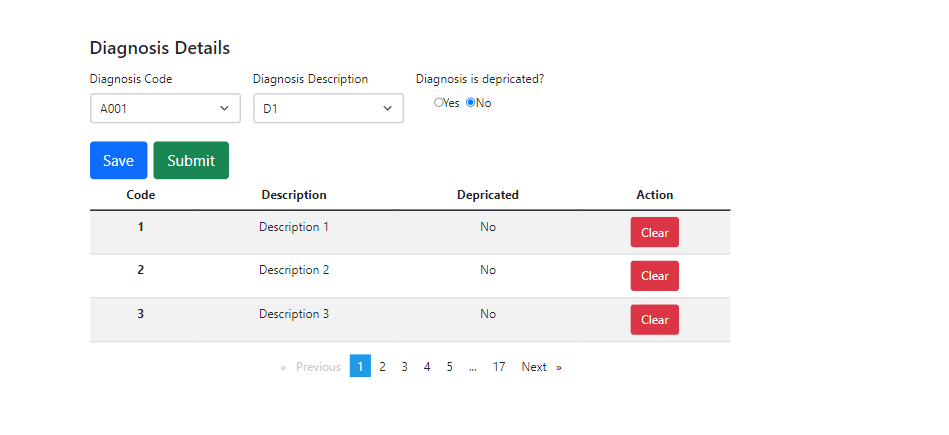 Diagnosis Details
Diagnosis Code Diagnosis Description Diagnosis is depricated?
A001 D1 Yes No
Save Submit
Code Description Depricated Action
1 Description 1 No Clear
2 Description 2 No Clear
3 Description 3 No Clear
« Previous 1 2 3 4 5 ... 17 Next »